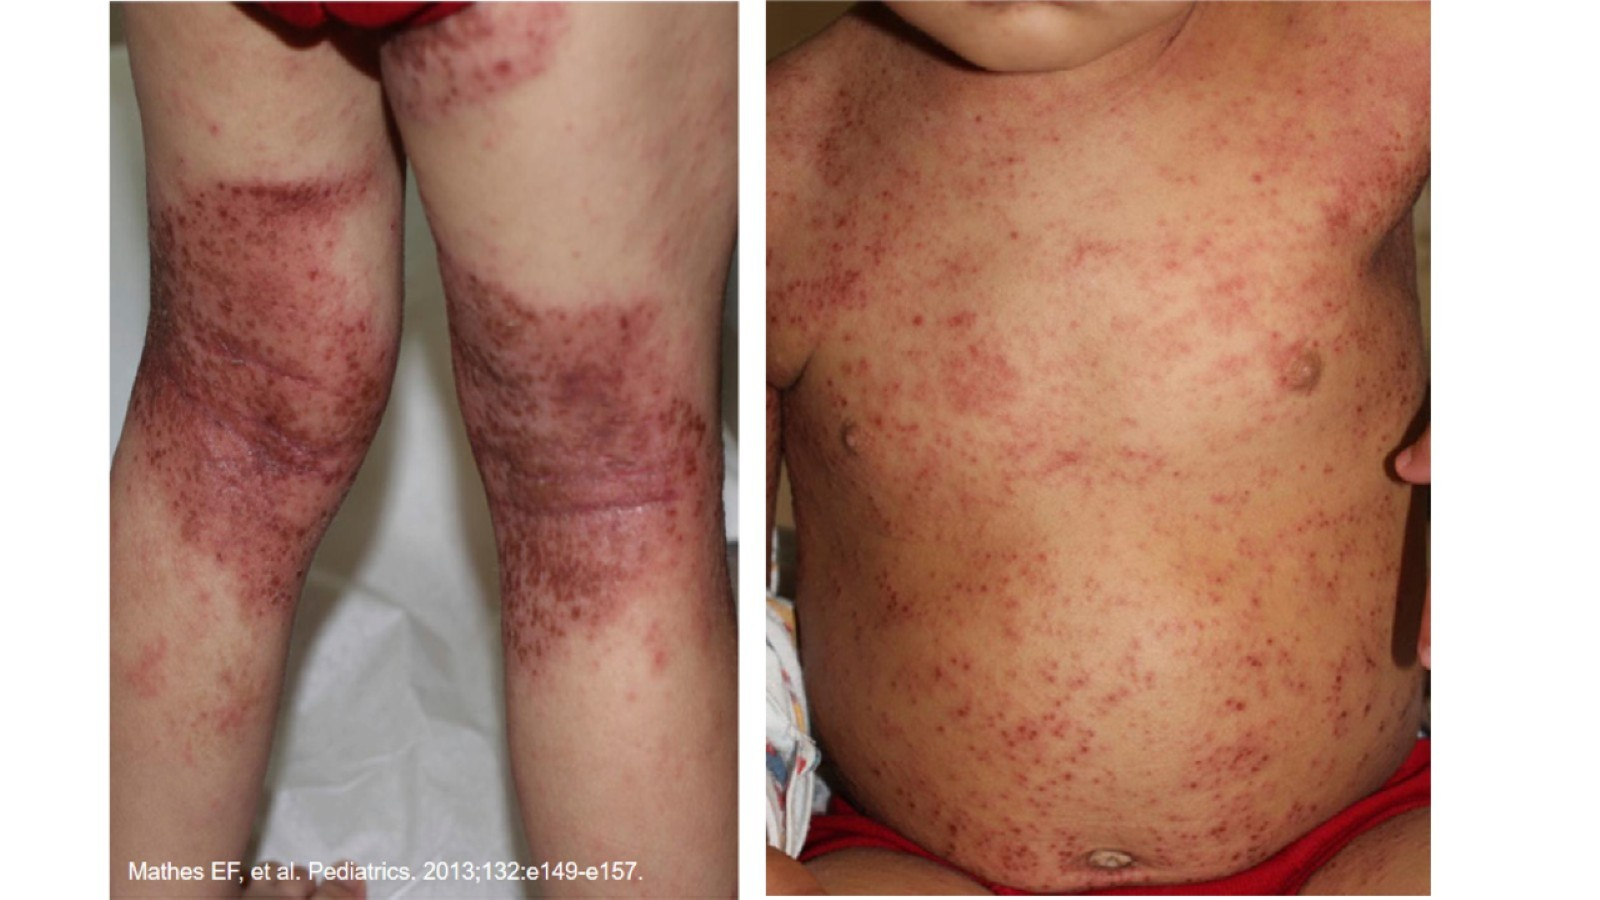 Mathes EF, et al. Pediatrics. 2013;132:e149-e157.